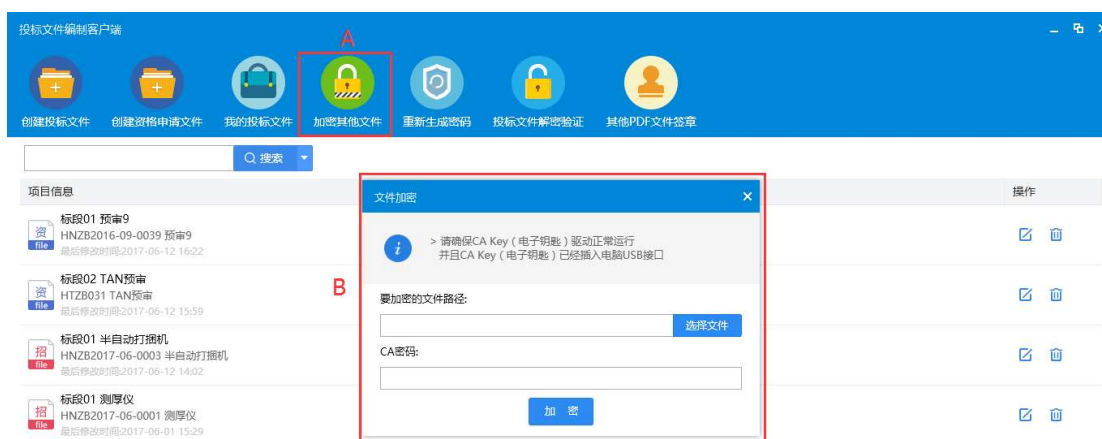 投标文件编制客户端
A
创建投标文件
创建资格申请文件
我的投标文件
加密其他文件
重新生成密码
投标文件解密验证
其他PDF文件签章
搜索
项目信息
操作
资
file
标段01 预审9
HNZB2016-09-0039 预审9
最后修改时间:2017-06-12 16:22
资
file
标段02 TAN预审
HTZB031 TAN预审
最后修改时间:2017-06-12 15:59
招
file
标段01 半自动打捆机
HNZB2017-06-0003 半自动打捆机
最后修改时间:2017-06-12 14:02
招
file
标段01 测厚仪
HNZB2017-06-0001 测厚仪
最后修改时间:2017-06-01 15:29
B
文件加密
i
> 请确保CA Key ( 电子钥匙 ) 驱动正常运行
并且CA Key ( 电子钥匙 ) 已经插入电脑USB接口
要加密的文件路径:
选择文件
CA密码:
加 密